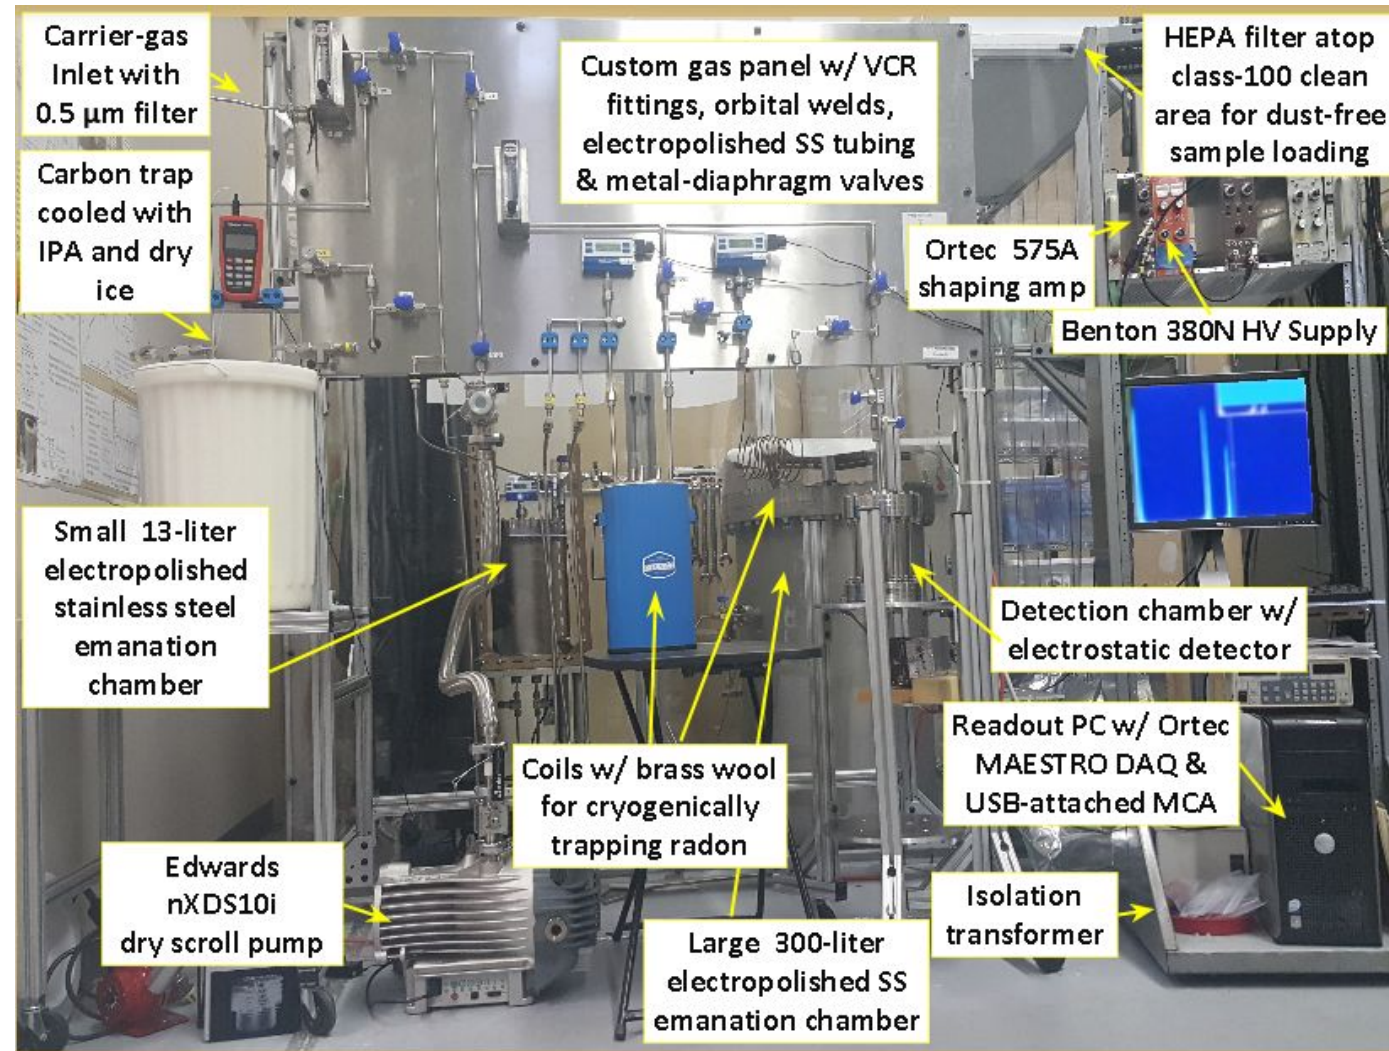 Carrier-gas
Inlet with
0.5 µm filter
Custom gas panel w/ VCR
fittings, orbital welds,
electropolished SS tubing
& metal-diaphragm valves
HEPA filter atop
class-100 clean
area for dust-free
sample loading
Carbon trap
cooled with
IPA and dry
ice
Ortec 575A
shaping amp
Benton 380N HV Supply
Small 13-liter
electropolished
stainless steel
emanation
chamber
Detection chamber w/
electrostatic detector
Coils w/ brass wool
for cryogenically
trapping radon
Readout PC w/ Ortec
MAESTRO DAQ &
USB-attached MCA
Edwards
nXDS10i
dry scroll pump
Large 300-liter
electropolished SS
emanation chamber
Isolation
transformer